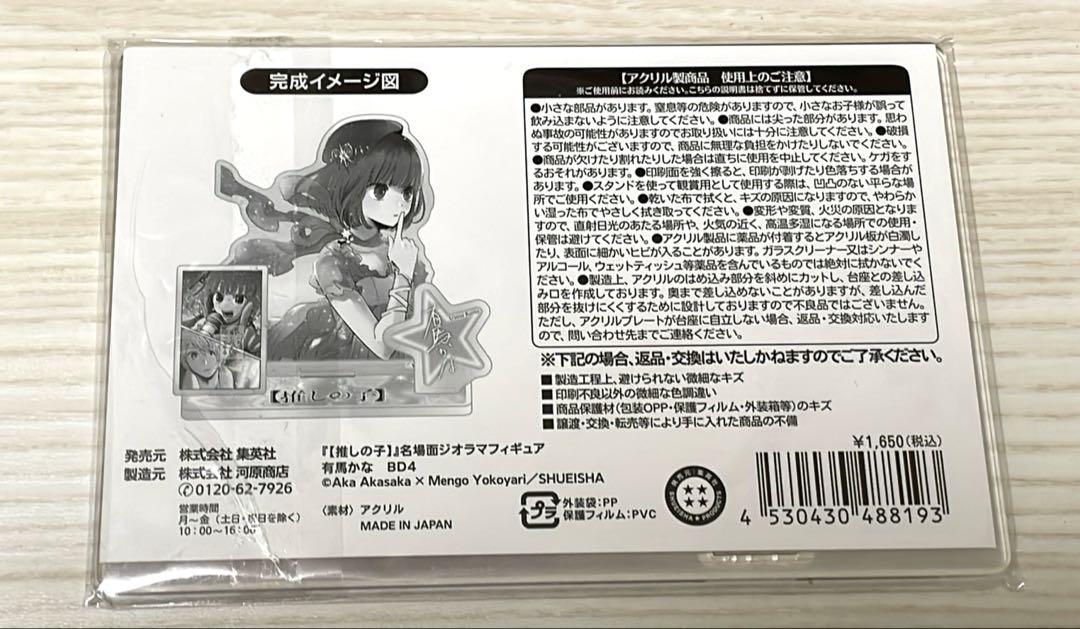 完成イメージ図
【推しの子】
【アクリル製商品 使用上のご注意】
※ご使用前にお読みください。こちらの説明書は捨てずに保管してください。
●小さな部品があります。窒息等の危険がありますので、小さなお子様が誤って
飲み込まないように注意してください。●商品には尖った部分があります。思わ
ぬ事故の可能性がありますのでお取り扱いには十分に注意してください。●破損
する可能性がございますので、商品に無理な負担をかけたりしないでください。
●商品が欠けたり割れたりした場合は直ちに使用を中止してください。ケガをす
るおそれがあります。●印刷面を強く擦ると、印刷が剥げたり色落ちする場合が
あります。●スタンドを使って観賞用として使用する際は、凹凸のない平らな場
所でご使用ください。●乾いた布で拭くと、キズの原因になりますので、やわらか
い湿った布でやさしく拭き取ってください。●変形や変質、火災の原因となりま
すので、直射日光のあたる場所や、火気の近く、高温多湿になる場所での使用・
保管は避けてください。●アクリル製品に薬品が付着するとアクリル板が白濁し
たり、表面に細かいヒビが入ることがあります。ガラスクリーナー又はシンナーや
アルコール、ウェットティッシュ等薬品を含んでいるものでは絶対に拭かないでく
ださい。●製造上、アクリルのはめ込み部分を斜めにカットし、台座との差し込
み口を作成しております。奥まで差し込めないことがありますが、差し込んだ
部分を抜けにくくするために設計しておりますので不良品ではございません。
ただし、アクリルプレートが台座に自立しない場合、返品・交換対応いたします
ので、問い合わせ先までご連絡ください。
※下記の場合、返品・交換はいたしかねますのでご了承ください。
■製造工程上、避けられない微細なキズ
■印刷不良以外の微細な色調違い
■商品保護材(包装OPP・保護フィルム・外装箱等)のキズ
■譲渡・交換・転売等により手に入れた商品の不備
発売元 株式会社 集英社
製造元 株式会社 河原商店
✆0120-62-7926
営業時間
月～金(土日・祝日を除く)
10:00～16:00
『【推しの子】』名場面ジオラマフィギュア
有馬かな BD4
©Aka Akasaka × Mengo Yokoyari／SHUEISHA
〈素材〉アクリル
MADE IN JAPAN
プラ
外装袋:PP
保護フィルム:PVC
発売元 集英社
SHUEISHA ★ PRODUCTS
¥1,650(税込)
4 530430 488193